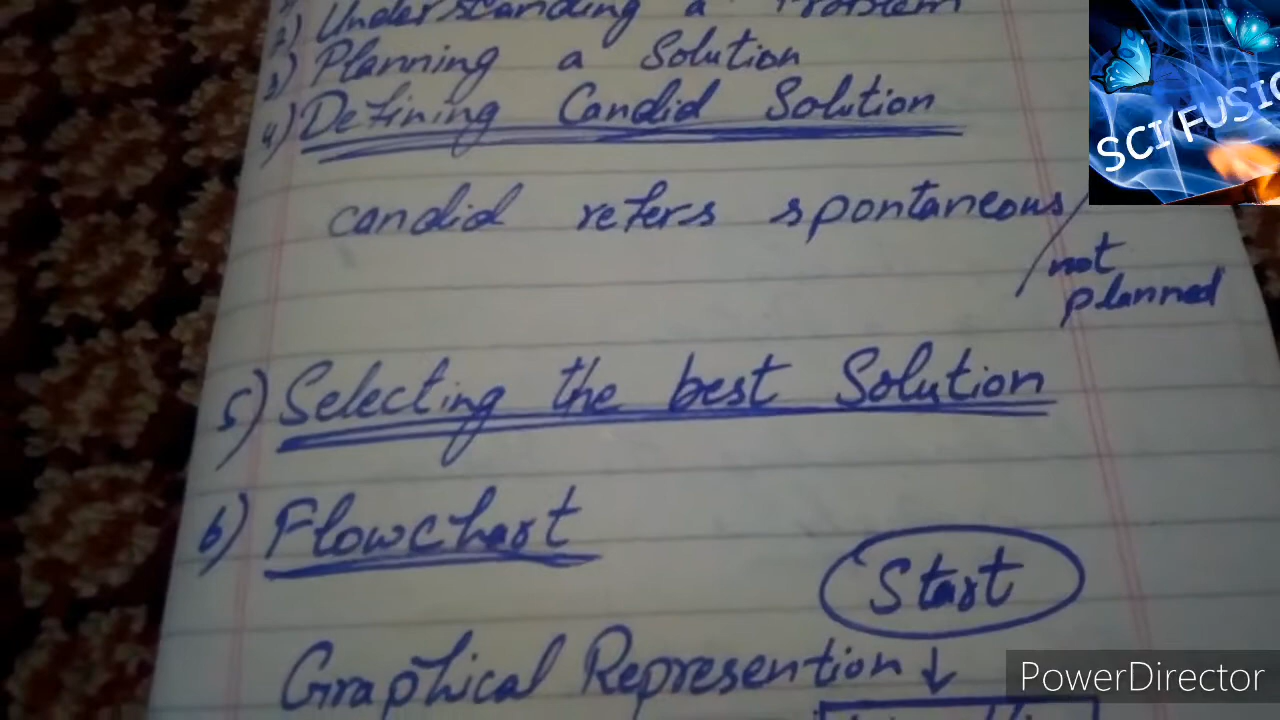 2) Understanding a Problem
3) Planning a Solution
4) Defining Candid Solution
candid refers spontaneous/
not
planned
5) Selecting the best Solution
6) Flowchart
Start
Graphical Represention ↓
SCI FUSIO
PowerDirector